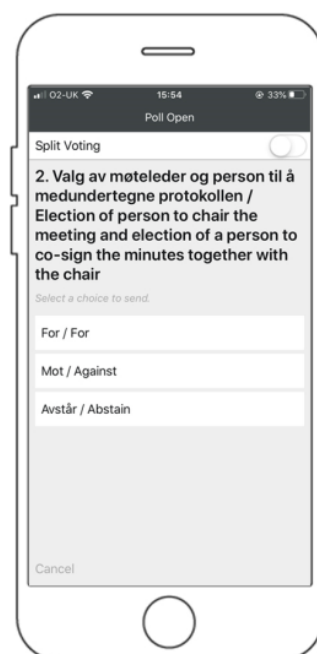 O2-UK 15:54 33%
Poll Open
Split Voting
2. Valg av møteleder og person til å
medundertegne protokollen /
Election of person to chair the
meeting and election of a person to
co-sign the minutes together with
the chair
Select a choice to send.
For / For
Mot / Against
Avstår / Abstain
Cancel